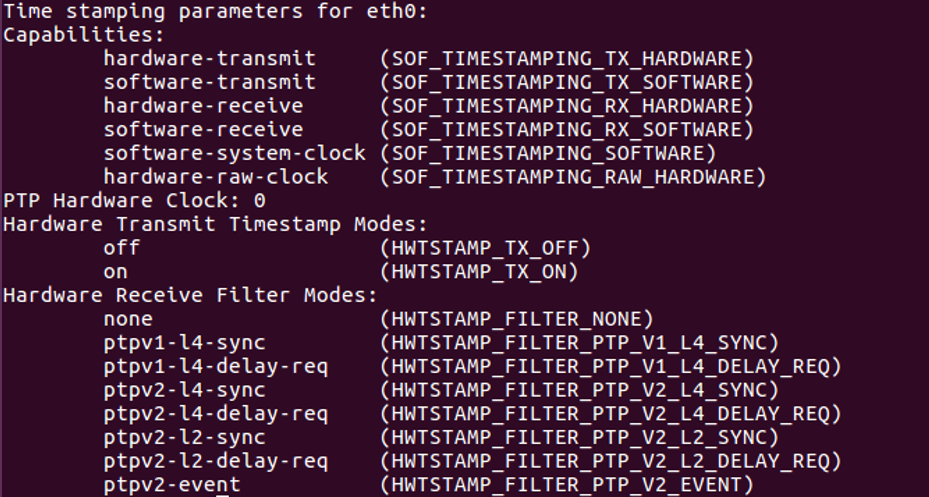 Time stamping parameters for eth0:
Capabilities:
hardware-transmit (SOF_TIMESTAMPING_TX_HARDWARE)
software-transmit (SOF_TIMESTAMPING_TX_SOFTWARE)
hardware-receive (SOF_TIMESTAMPING_RX_HARDWARE)
software-receive (SOF_TIMESTAMPING_RX_SOFTWARE)
software-system-clock (SOF_TIMESTAMPING_SOFTWARE)
hardware-raw-clock (SOF_TIMESTAMPING_RAW_HARDWARE)
PTP Hardware Clock: 0
Hardware Transmit Timestamp Modes:
off (HWTSTAMP_TX_OFF)
on (HWTSTAMP_TX_ON)
Hardware Receive Filter Modes:
none (HWTSTAMP_FILTER_NONE)
ptpv1-l4-sync (HWTSTAMP_FILTER_PTP_V1_L4_SYNC)
ptpv1-l4-delay-req (HWTSTAMP_FILTER_PTP_V1_L4_DELAY_REQ)
ptpv2-l4-sync (HWTSTAMP_FILTER_PTP_V2_L4_SYNC)
ptpv2-l4-delay-req (HWTSTAMP_FILTER_PTP_V2_L4_DELAY_REQ)
ptpv2-l2-sync (HWTSTAMP_FILTER_PTP_V2_L2_SYNC)
ptpv2-l2-delay-req (HWTSTAMP_FILTER_PTP_V2_L2_DELAY_REQ)
ptpv2-event (HWTSTAMP_FILTER_PTP_V2_EVENT)